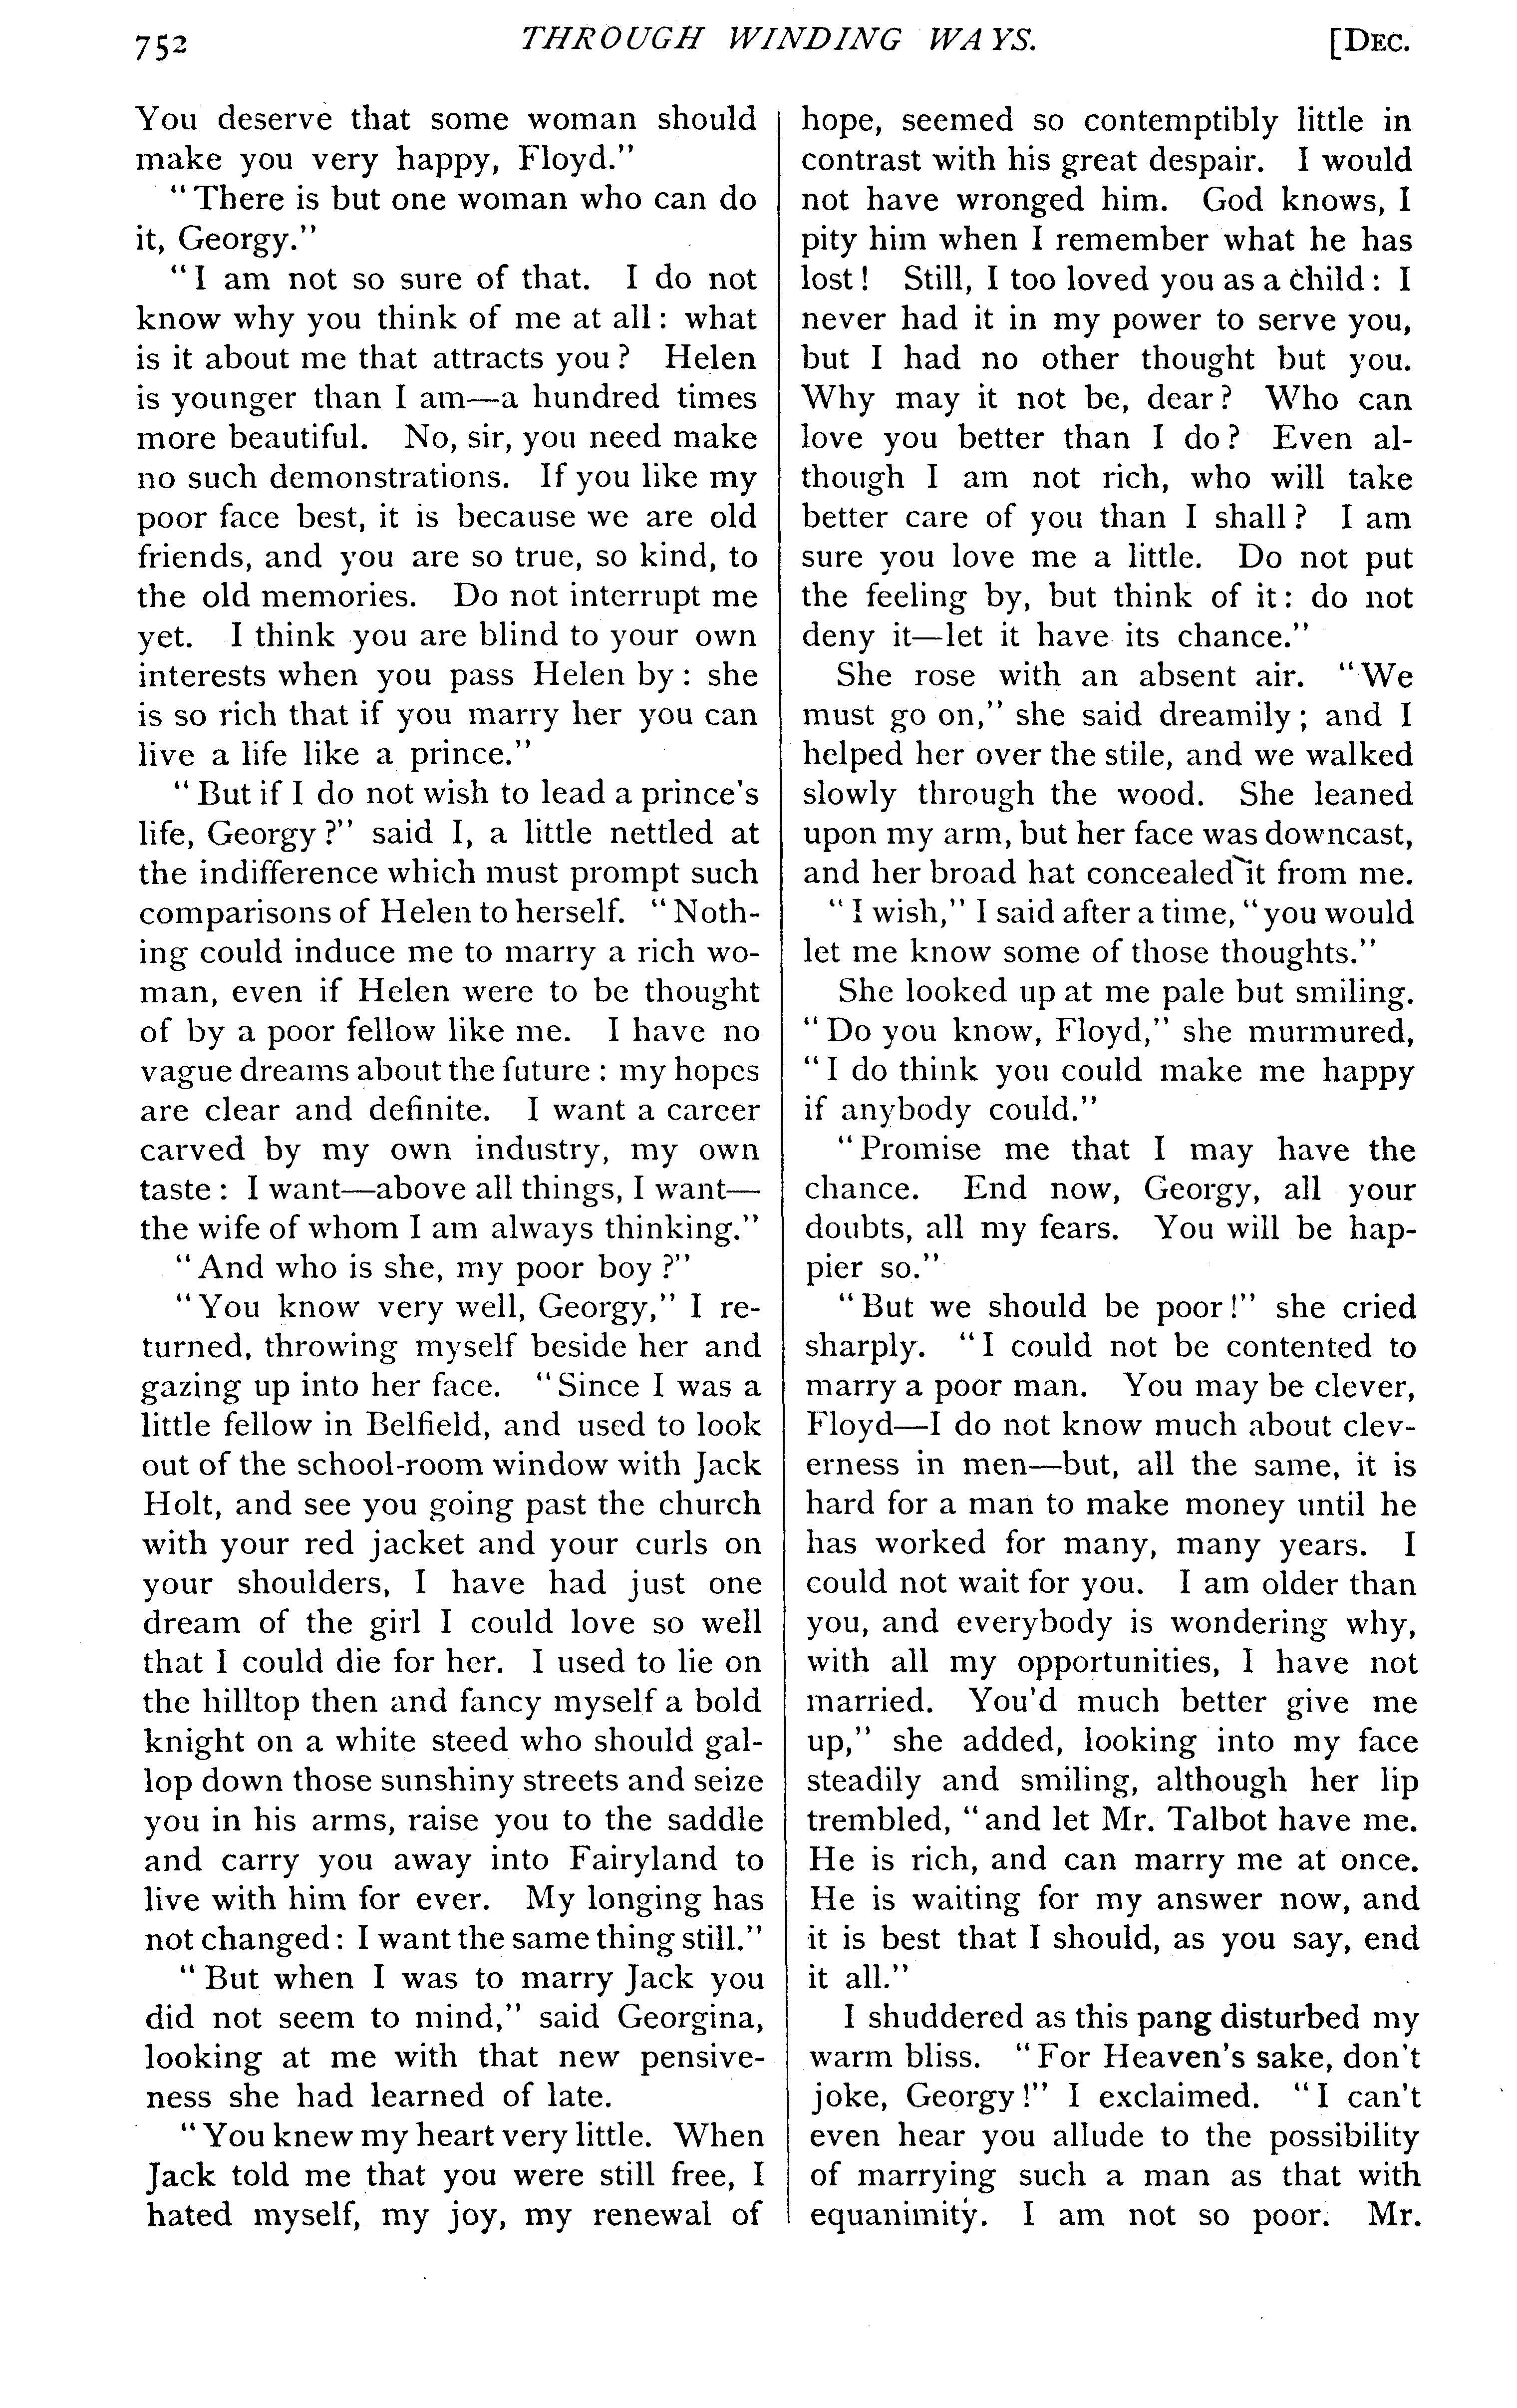 752
THROUGH WINDING WAYS.
[DEC.
You deserve that some woman should
make you very happy, Floyd."
"There is but one woman who can do
it, Georgy."
"I am not so sure of that. I do not
know why you think of me at all: what
is it about me that attracts you? Helen
is younger than I am—a hundred times
more beautiful. No, sir, you need make
no such demonstrations. If you like my
poor face best, it is because we are old
friends, and you are so true, so kind, to
the old memories. Do not interrupt me
yet. I think you are blind to your own
interests when you pass Helen by: she
is so rich that if you marry her you can
live a life like a prince."
"But if I do not wish to lead a prince's
life, Georgy?" said I, a little nettled at
the indifference which must prompt such
comparisons of Helen to herself. "Noth-
ing could induce me to marry a rich wo-
man, even if Helen were to be thought
of by a poor fellow like me. I have no
vague dreams about the future: my hopes
are clear and definite. I want a career
carved by my own industry, my own
taste: I want—above all things, I want—
the wife of whom I am always thinking."
"And who is she, my poor boy?"
"You know very well, Georgy," I re-
turned, throwing myself beside her and
gazing up into her face. "Since I was a
little fellow in Belfield, and used to look
out of the school-room window with Jack
Holt, and see you going past the church
with your red jacket and your curls on
your shoulders, I have had just one
dream of the girl I could love so well
that I could die for her. I used to lie on
the hilltop then and fancy myself a bold
knight on a white steed who should gal-
lop down those sunshiny streets and seize
you in his arms, raise you to the saddle
and carry you away into Fairyland to
live with him for ever. My longing has
not changed: I want the same thing still."
"But when I was to marry Jack you
did not seem to mind," said Georgina,
looking at me with that new pensive-
ness she had learned of late.
"You knew my heart very little. When
Jack told me that you were still free, I
hated myself, my joy, my renewal of
hope, seemed so contemptibly little in
contrast with his great despair. I would
not have wronged him. God knows, I
pity him when I remember what he has
lost! Still, I too loved you as a child: I
never had it in my power to serve you,
but I had no other thought but you.
Why may it not be, dear? Who can
love you better than I do? Even al-
though I am not rich, who will take
better care of you than I shall? I am
sure you love me a little. Do not put
the feeling by, but think of it: do not
deny it—let it have its chance."
She rose with an absent air. "We
must go on," she said dreamily; and I
helped her over the stile, and we walked
slowly through the wood. She leaned
upon my arm, but her face was downcast,
and her broad hat concealed it from me.
"I wish," I said after a time, "you would
let me know some of those thoughts."
She looked up at me pale but smiling.
"Do you know, Floyd," she murmured,
"I do think you could make me happy
if anybody could."
"Promise me that I may have the
chance. End now, Georgy, all your
doubts, all my fears. You will be hap-
pier so."
"But we should be poor!" she cried
sharply. "I could not be contented to
marry a poor man. You may be clever,
Floyd—I do not know much about clev-
erness in men—but, all the same, it is
hard for a man to make money until he
has worked for many, many years. I
could not wait for you. I am older than
you, and everybody is wondering why,
with all my opportunities, I have not
married. You'd much better give me
up," she added, looking into my face
steadily and smiling, although her lip
trembled, "and let Mr. Talbot have me.
He is rich, and can marry me at once.
He is waiting for my answer now, and
it is best that I should, as you say, end
it all."
I shuddered as this pang disturbed my
warm bliss. "For Heaven's sake, don't
joke, Georgy!" I exclaimed. "I can't
even hear you allude to the possibility
of marrying such a man as that with
equanimity. I am not so poor. Mr.